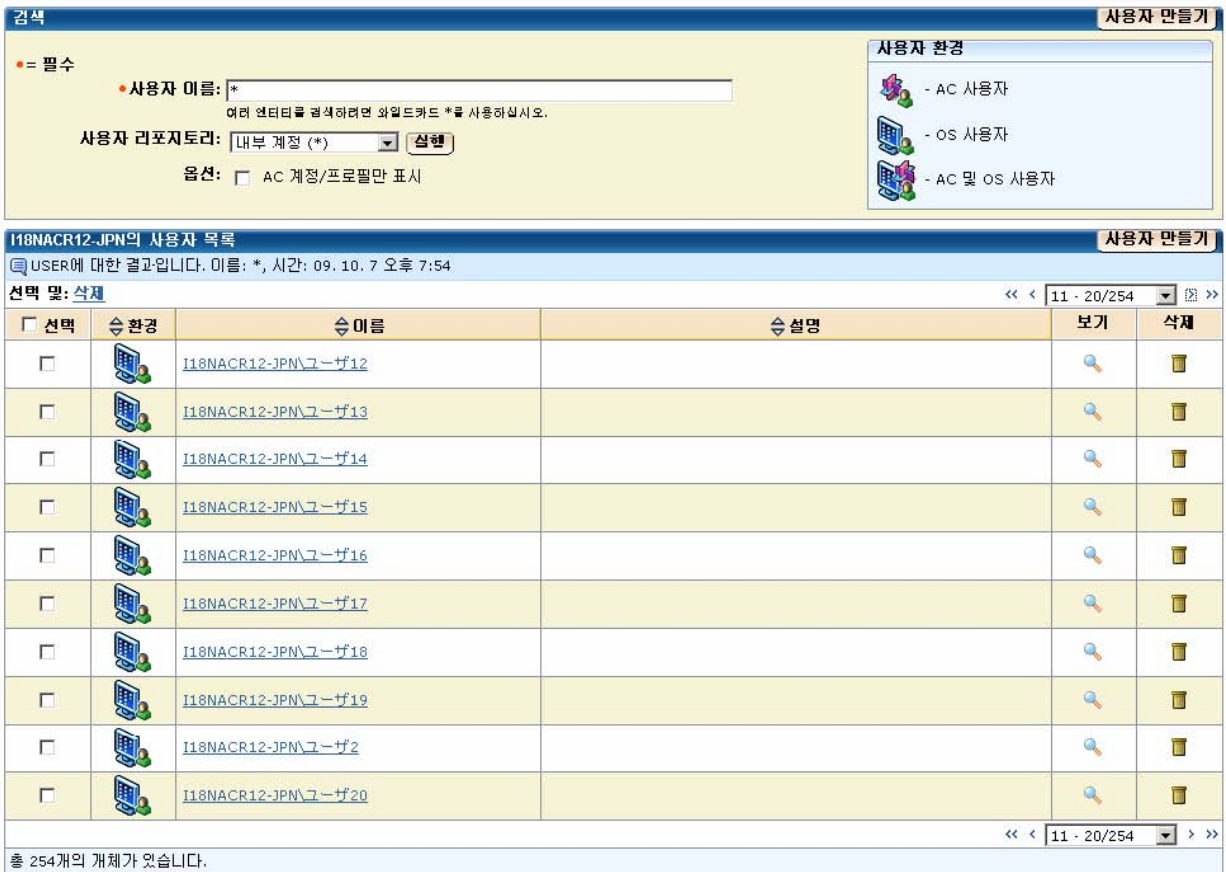 검색
사용자 만들기
•= 필수
•사용자 이름: *
여러 엔터티를 검색하려면 와일드카드 *를 사용하십시오.
사용자 리포지토리: 내부 계정 (*) 실행
옵션: AC 계정/프로필만 표시
사용자 환경
- AC 사용자
- OS 사용자
- AC 및 OS 사용자
I18NACR12-JPN의 사용자 목록
사용자 만들기
USER에 대한 결과입니다. 이름: *, 시간: 09. 10. 7 오후 7:54
선택 및: 삭제
<< < 11 - 20/254 > >>
선택 환경 이름 설명 보기 삭제
I18NACR12-JPN\ユーザ12
I18NACR12-JPN\ユーザ13
I18NACR12-JPN\ユーザ14
I18NACR12-JPN\ユーザ15
I18NACR12-JPN\ユーザ16
I18NACR12-JPN\ユーザ17
I18NACR12-JPN\ユーザ18
I18NACR12-JPN\ユーザ19
I18NACR12-JPN\ユーザ2
I18NACR12-JPN\ユーザ20
<< < 11 - 20/254 > >>
총 254개의 개체가 있습니다.